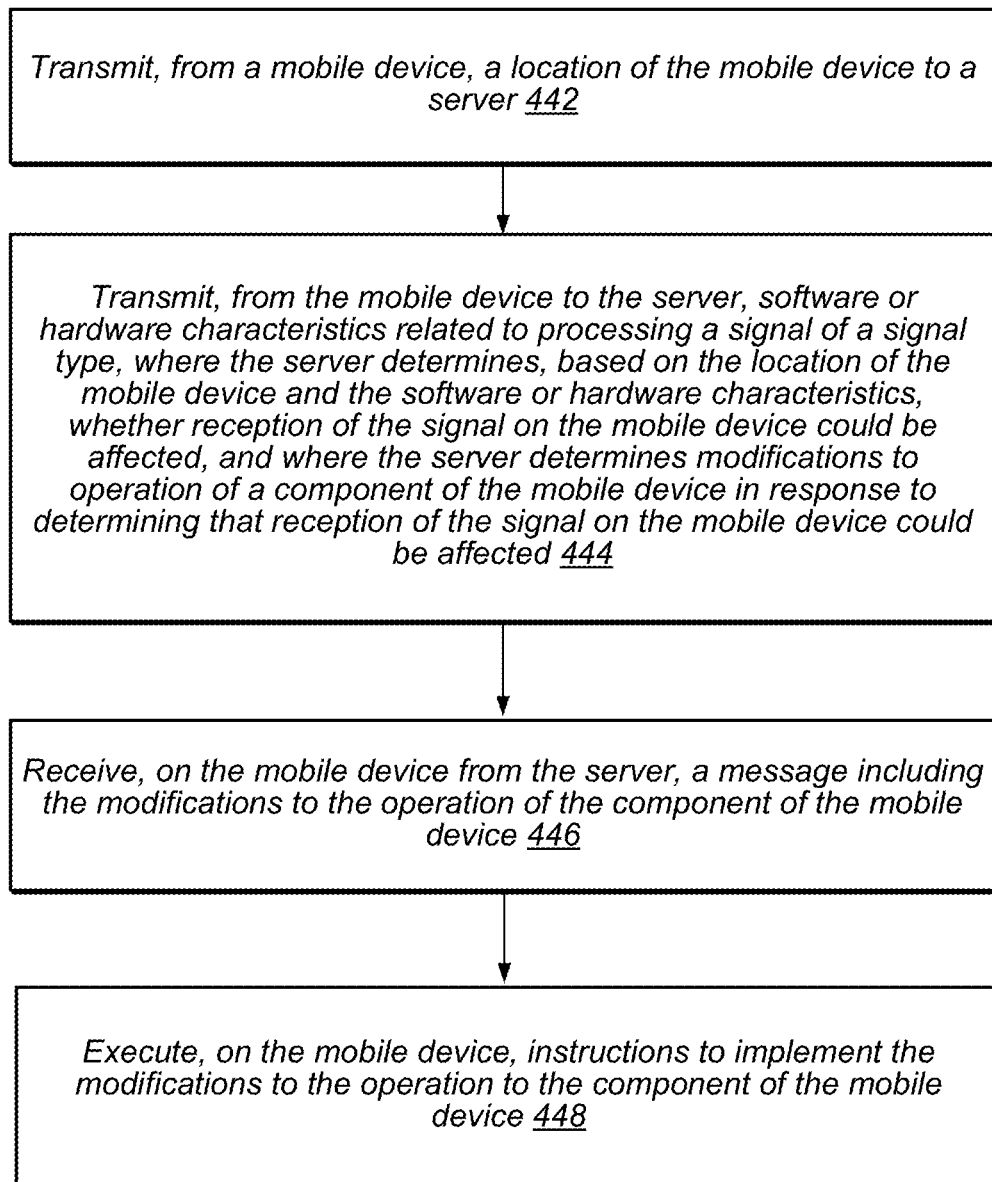 Transmit, from a mobile device, a location of the mobile device to a
server 442
Transmit, from the mobile device to the server, software or
hardware characteristics related to processing a signal of a signal
type, where the server determines, based on the location of the
mobile device and the software or hardware characteristics,
whether reception of the signal on the mobile device could be
affected, and where the server determines modifications to
operation of a component of the mobile device in response to
determining that reception of the signal on the mobile device could
be affected 444
Receive, on the mobile device from the server, a message including
the modifications to the operation of the component of the mobile
device 446
Execute, on the mobile device, instructions to implement the
modifications to the operation to the component of the mobile
device 448